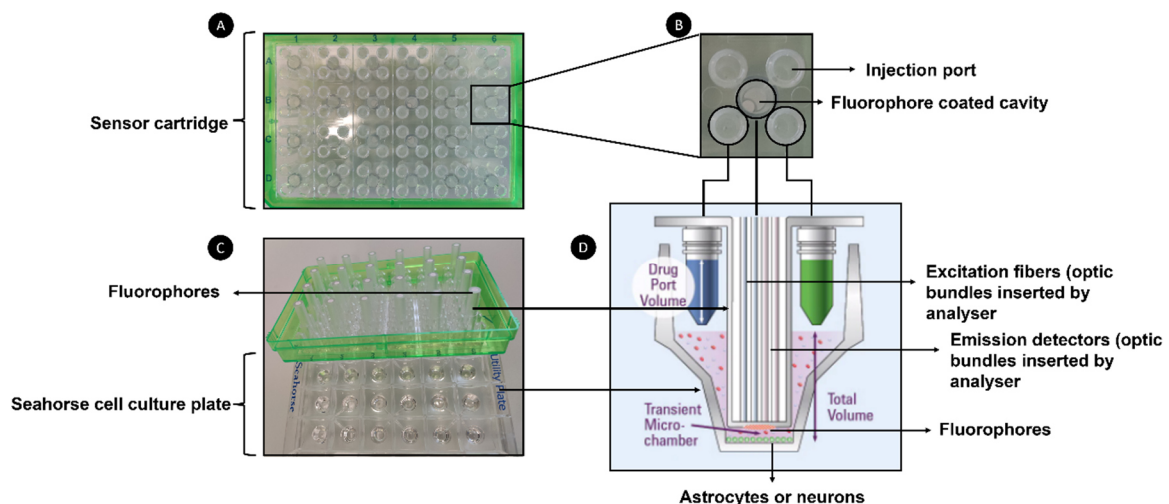 A
B
1 2 3 4 5 6
A
B
C
D
Sensor cartridge
Injection port
Fluorophore coated cavity
C
D
Fluorophores
Seahorse cell culture plate
Seahorse
Utility Plate
Drug
Port
Volume
Excitation fibers (optic
bundles inserted by
analyser
Emission detectors (optic
bundles inserted by
analyser
Total
Volume
Transient
Micro-
chamber
Fluorophores
Astrocytes or neurons